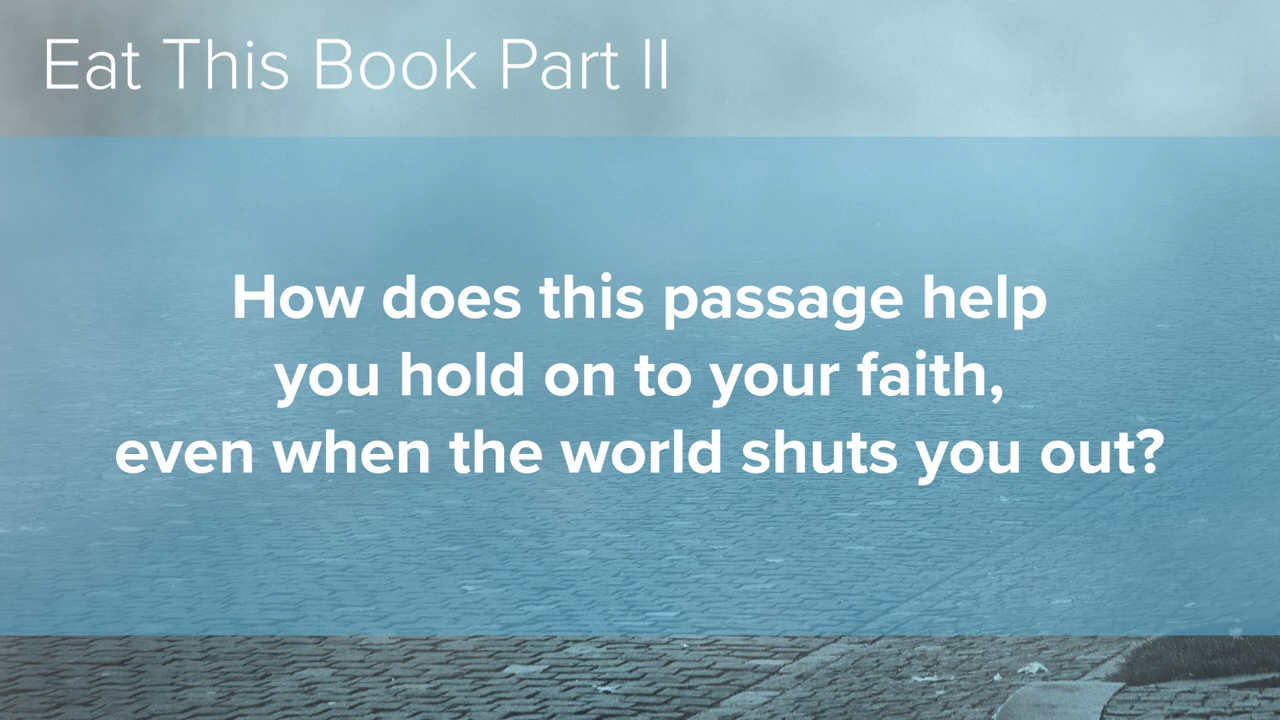 Eat This Book Part II
How does this passage help
you hold on to your faith,
even when the world shuts you out?